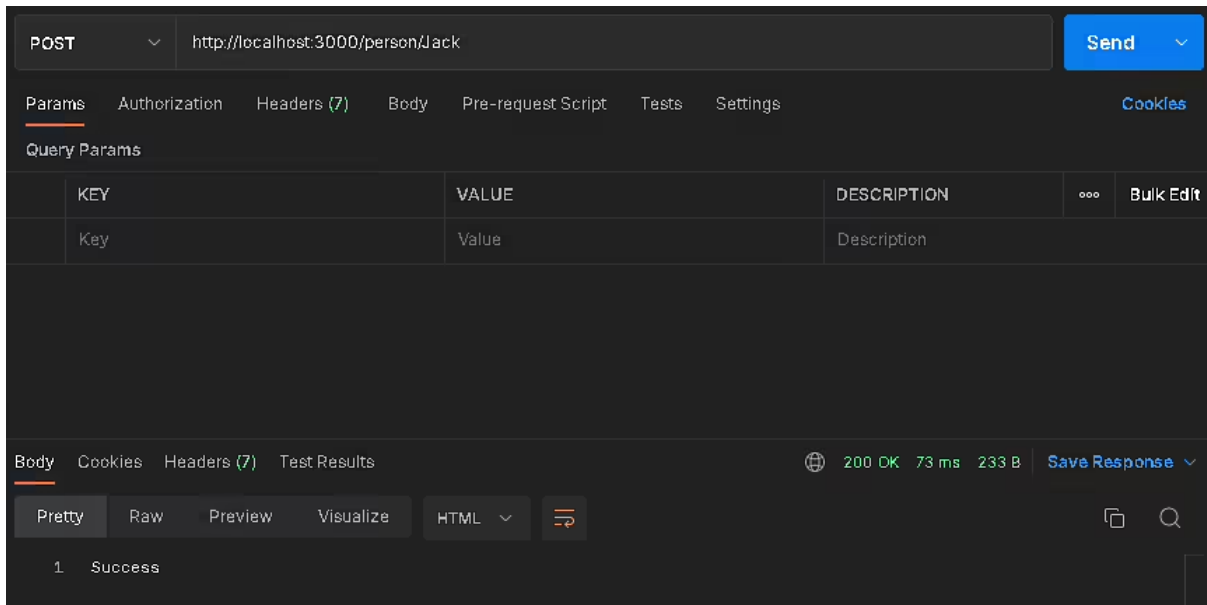 POST http://localhost:3000/person/Jack Send
Params Authorization Headers (7) Body Pre-request Script Tests Settings Cookies
Query Params
KEY VALUE DESCRIPTION ooo Bulk Edit
Key Value Description
Body Cookies Headers (7) Test Results 200 OK 73 ms 233 B Save Response
Pretty Raw Preview Visualize HTML
1 Success